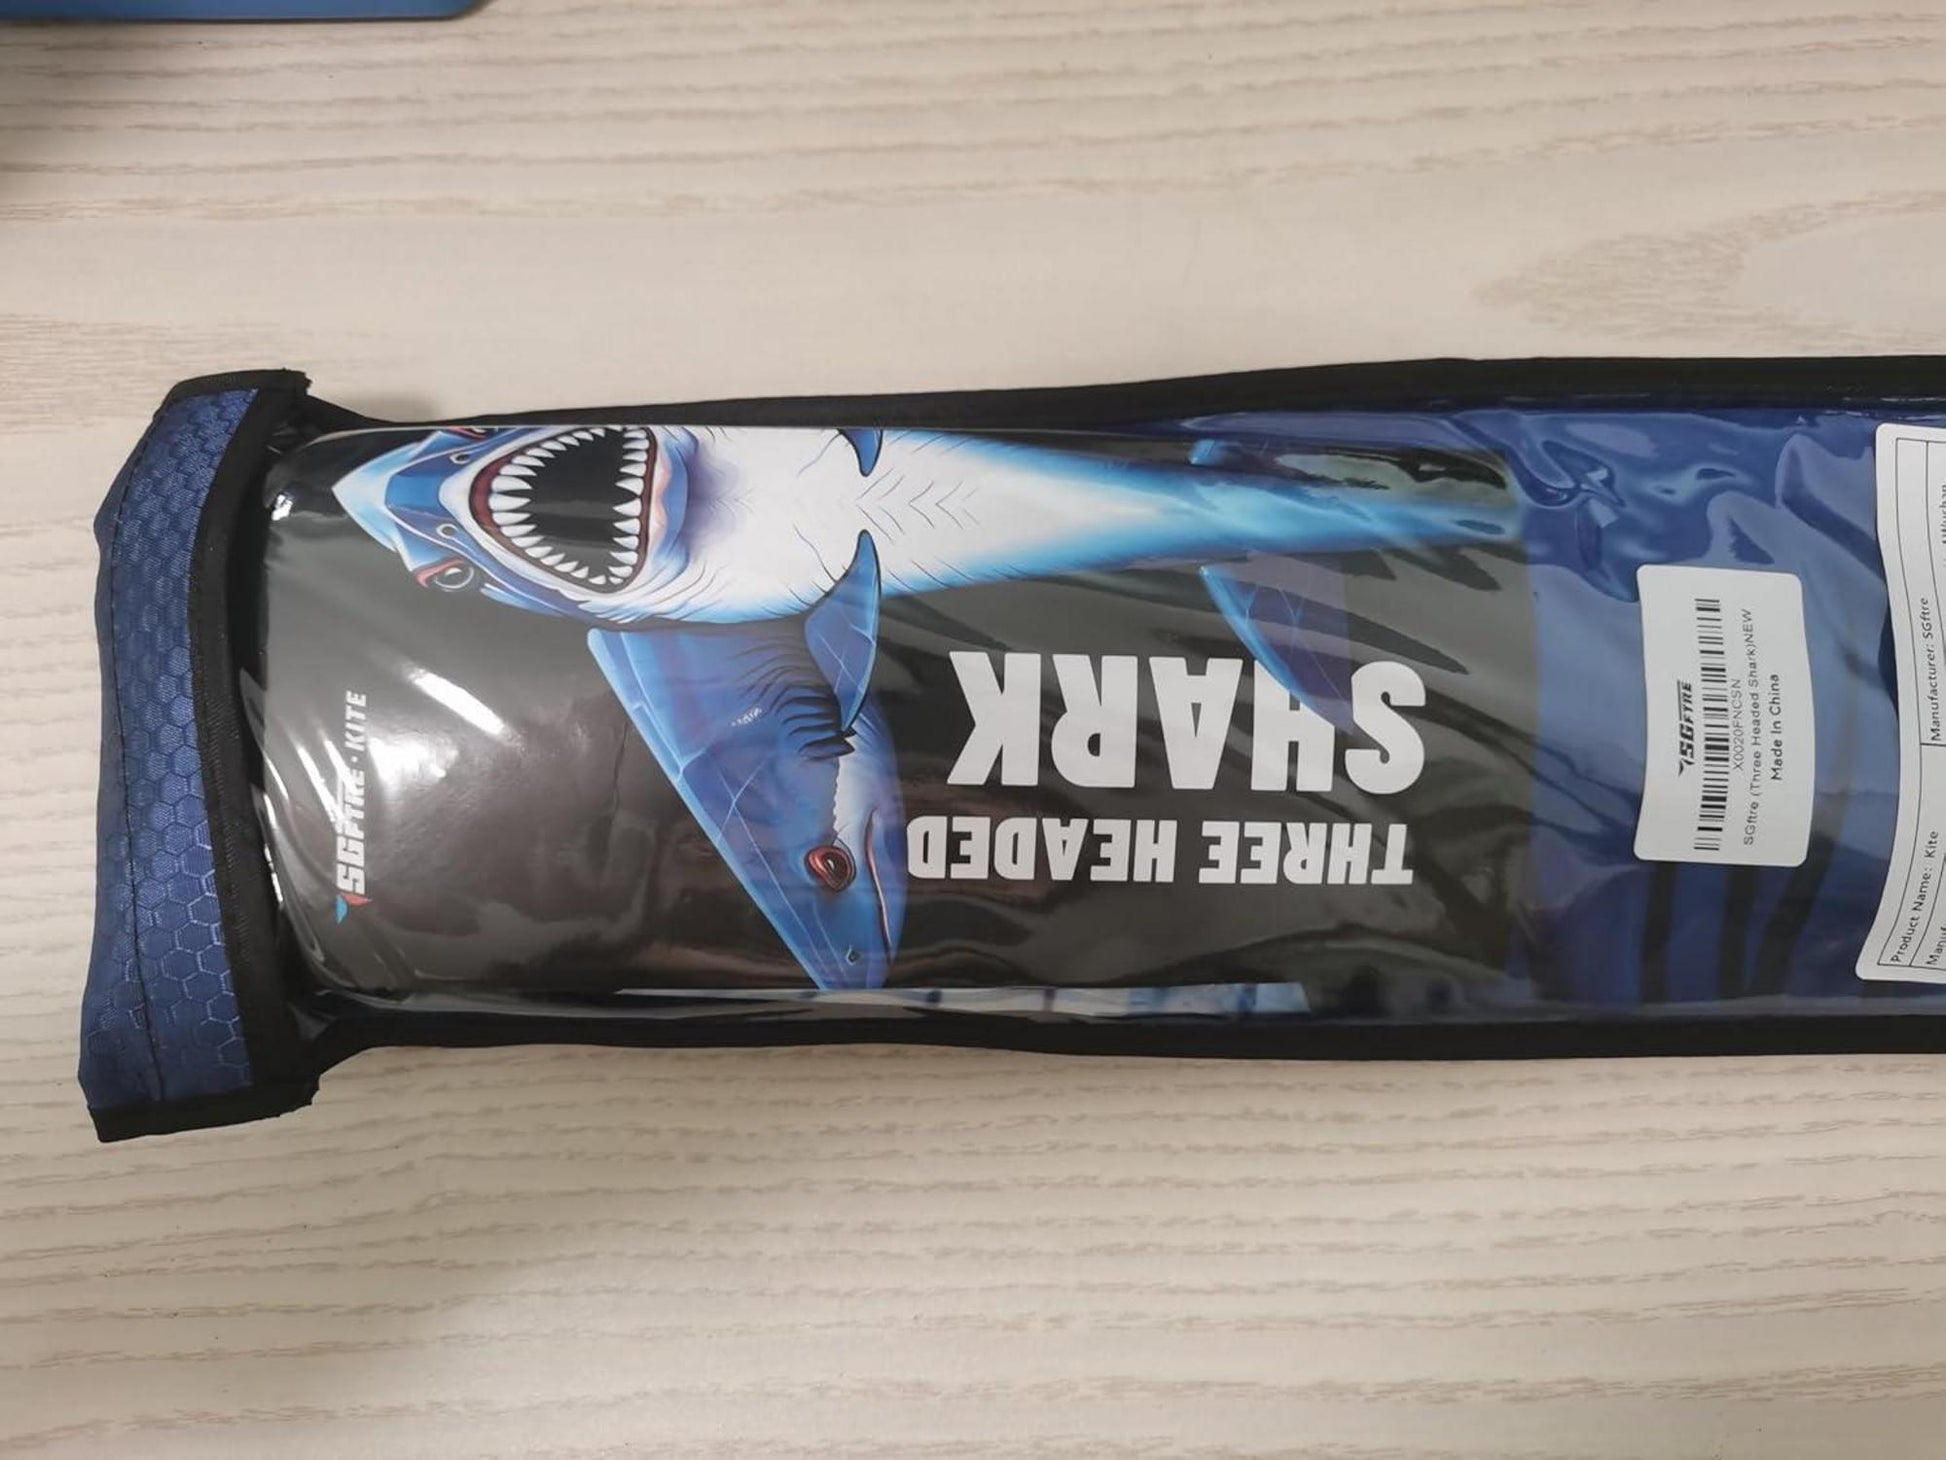 THREE HEADED
SHARK
SGFTRE·KITE
SGFTRE
X0020FNCSN
SGftre (Three Headed Shark)NEW
Made In China
Product Name: Kite
Manufacturer: SGftre